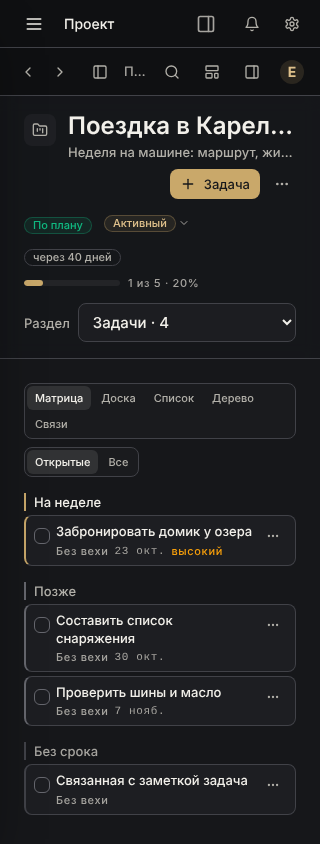 Проект
П...
E
Поездка в Карел...
Неделя на машине: маршрут, жи...
Задача
По плану
Активный
через 40 дней
1 из 5 · 20%
Раздел
Задачи · 4
Матрица Доска Список Дерево
Связи
Открытые Все
На неделе
Забронировать домик у озера
Без вехи 23 окт. высокий
Позже
Составить список
снаряжения
Без вехи 30 окт.
Проверить шины и масло
Без вехи 7 нояб.
Без срока
Связанная с заметкой задача
Без вехи